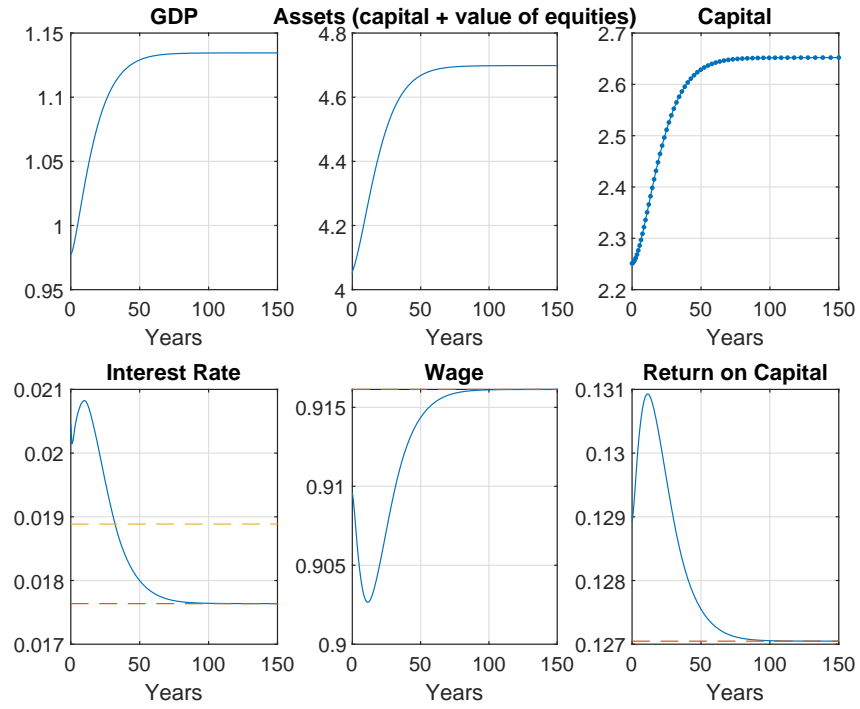 GDP
1.15
1.1
1.05
1
0.95
0 50 100 150
Years
Assets (capital + value of equities)
4.8
4.6
4.4
4.2
4
0 50 100 150
Years
Capital
2.7
2.6
2.5
2.4
2.3
2.2
0 50 100 150
Years
Interest Rate
0.021
0.02
0.019
0.018
0.017
0 50 100 150
Years
Wage
0.915
0.91
0.905
0.9
0 50 100 150
Years
Return on Capital
0.131
0.13
0.129
0.128
0.127
0 50 100 150
Years